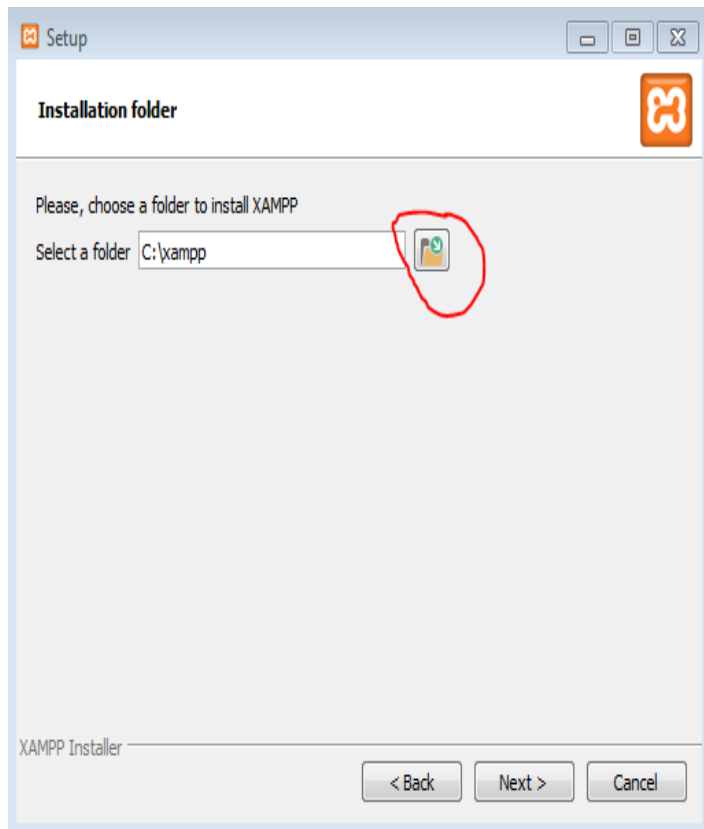 Setup
Installation folder
Please, choose a folder to install XAMPP
Select a folder C:\xampp
XAMPP Installer
< Back Next > Cancel